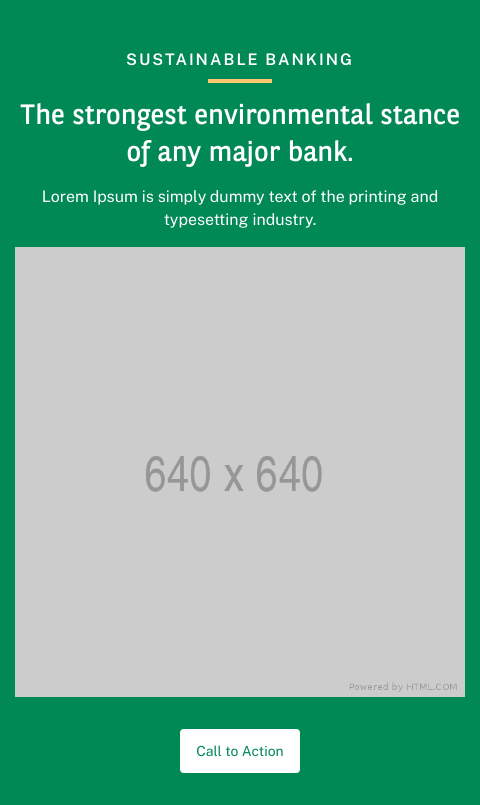 SUSTAINABLE BANKING
The strongest environmental stance
of any major bank.
Lorem Ipsum is simply dummy text of the printing and
typesetting industry.
640 x 640
Powered by HTML.COM
Call to Action